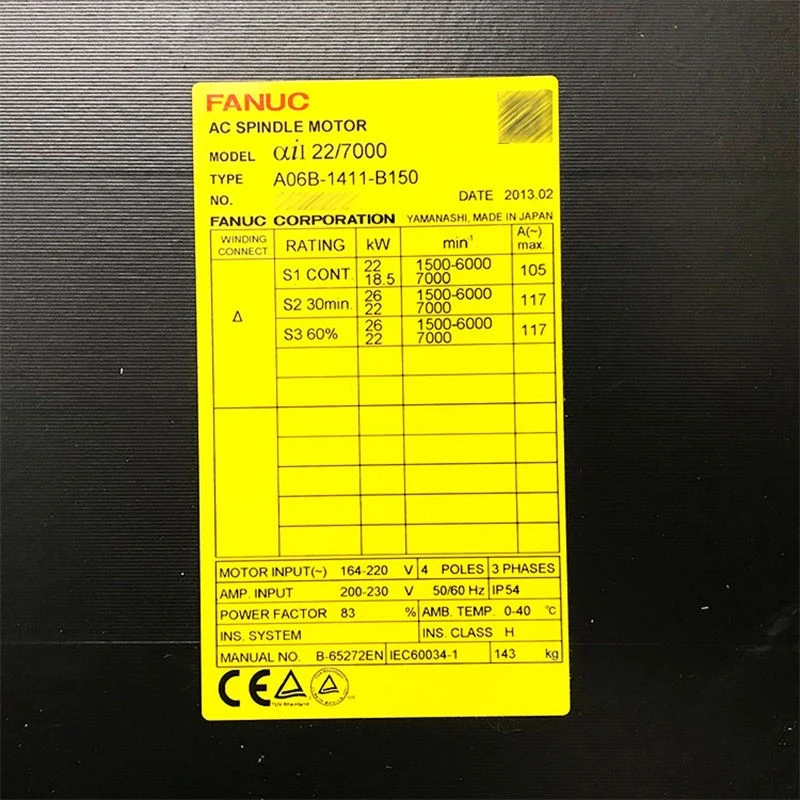 FANUC
AC SPINDLE MOTOR
MODEL αiI 22/7000
TYPE A06B-1411-B150
NO.
DATE 2013.02
FANUC CORPORATION YAMANASHI, MADE IN JAPAN
WINDING CONNECT. RATING kW min⁻¹ A(~) max.
Δ
S1 CONT. 22 1500-6000 105
18.5 7000
S2 30min. 26 1500-6000 117
22 7000
S3 60% 26 1500-6000 117
22 7000
MOTOR INPUT(~) 164-220 V 4 POLES 3 PHASES
AMP. INPUT 200-230 V 50/60 Hz IP54
POWER FACTOR 83 % AMB. TEMP. 0-40 ℃
INS. SYSTEM INS. CLASS H
MANUAL NO. B-65272EN IEC60034-1 143 kg
CE
TÜV Rheinland
US